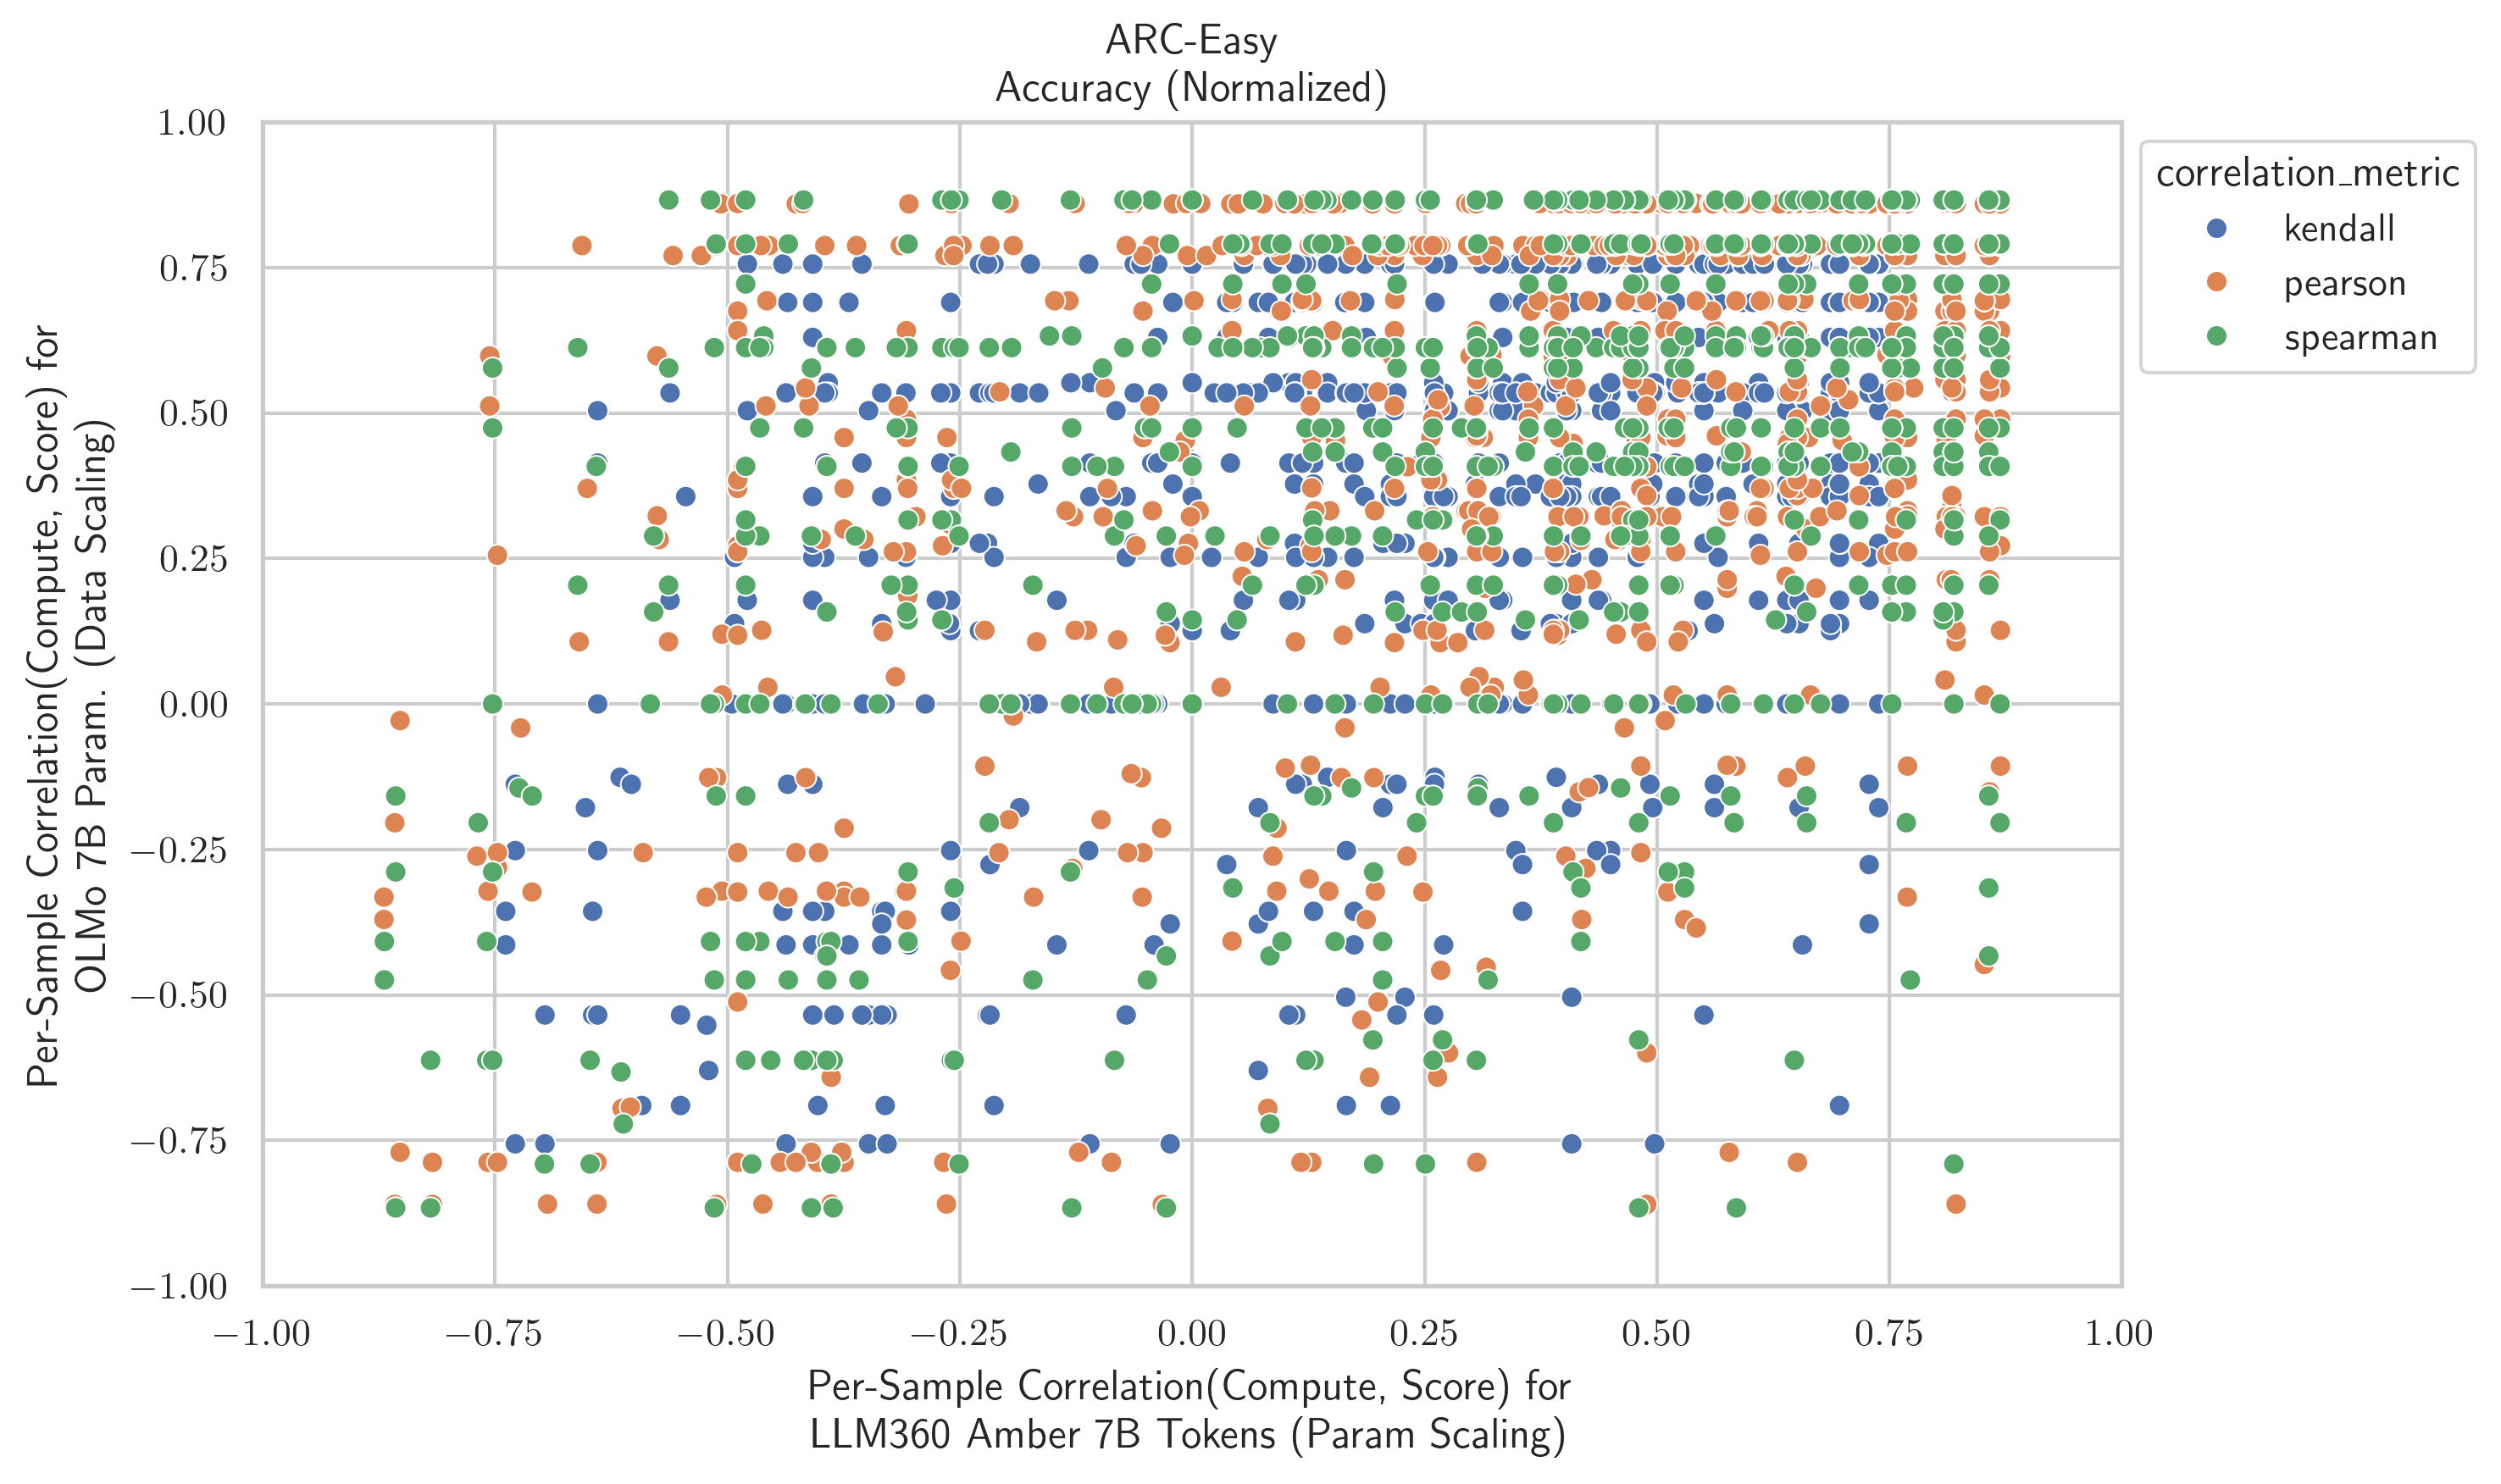 ARC-Easy
Accuracy (Normalized)
Per-Sample Correlation(Compute, Score) for
OLMo 7B Param. (Data Scaling)
1.00
0.75
0.50
0.25
0.00
−0.25
−0.50
−0.75
−1.00
−1.00 −0.75 −0.50 −0.25 0.00 0.25 0.50 0.75 1.00
Per-Sample Correlation(Compute, Score) for
LLM360 Amber 7B Tokens (Param Scaling)
correlation_metric
kendall
pearson
spearman